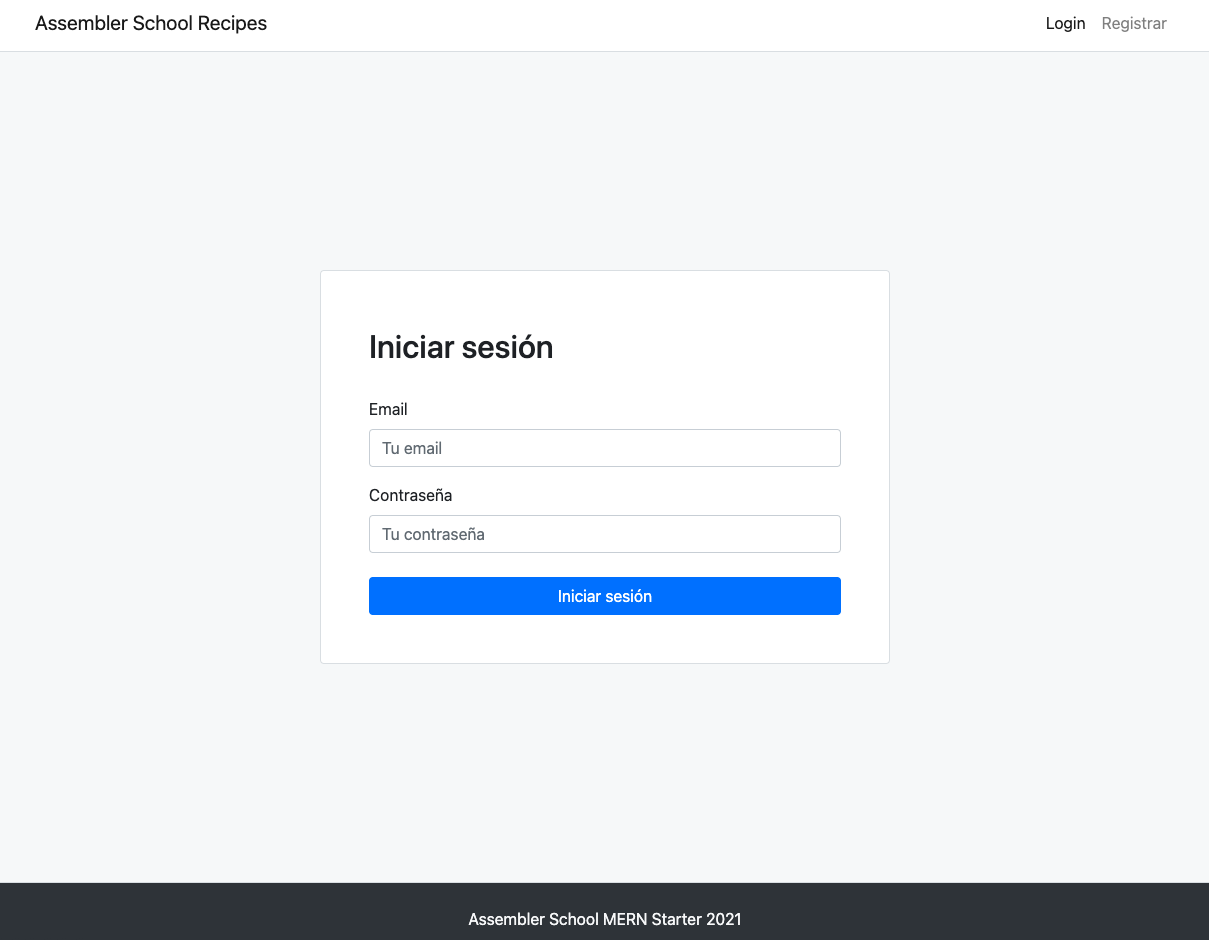 Assembler School Recipes
Login Registrar
Iniciar sesión
Email
Tu email
Contraseña
Tu contraseña
Iniciar sesión
Assembler School MERN Starter 2021